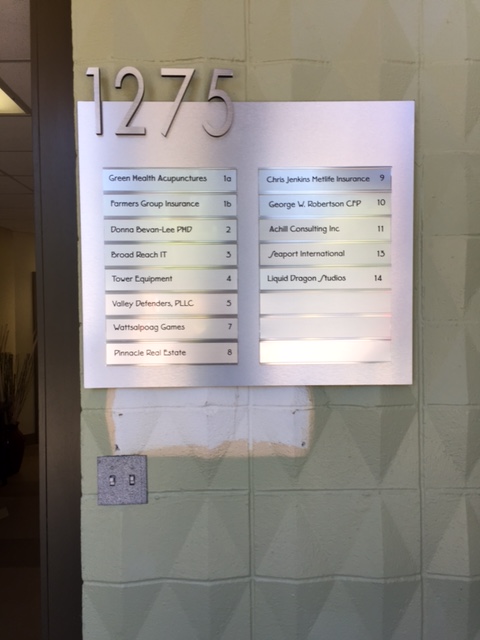 1275
Green Health Acupunctures 1a
Farmers Group Insurance 1b
Donna Bevan-Lee PHD 2
Broad Reach IT 3
Tower Equipment 4
Valley Defenders, PLLC 5
Wattsalpoag Games 7
Pinnacle Real Estate 8
Chris Jenkins Metlife Insurance 9
George W. Robertson CFP 10
Achill Consulting Inc 11
Seaport International 13
Liquid Dragon Studios 14